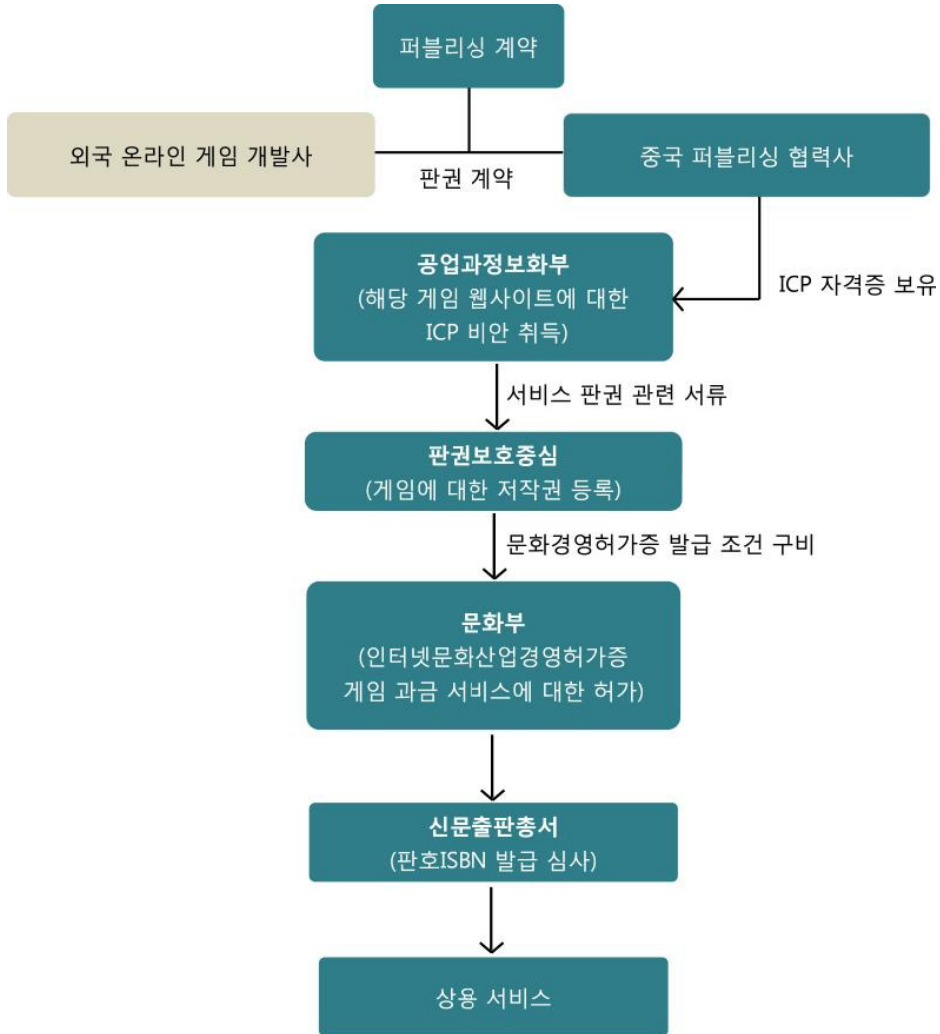 퍼블리싱 계약
외국 온라인 게임 개발사
판권 계약
중국 퍼블리싱 협력사
ICP 자격증 보유
공업과정보화부
(해당 게임 웹사이트에 대한
ICP 비안 취득)
서비스 판권 관련 서류
판권보호중심
(게임에 대한 저작권 등록)
문화경영허가증 발급 조건 구비
문화부
(인터넷문화산업경영허가증
게임 과금 서비스에 대한 허가)
신문출판총서
(판호ISBN 발급 심사)
상용 서비스